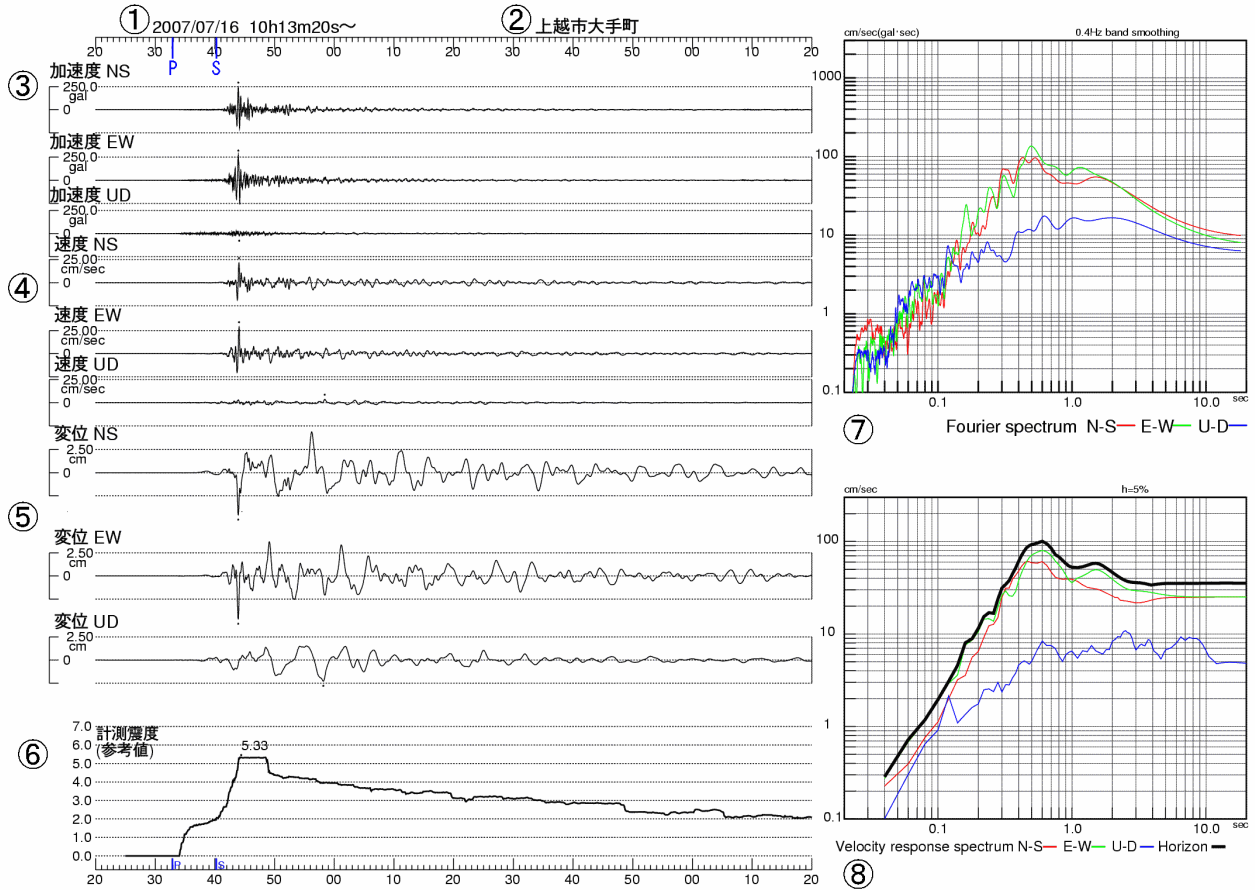 ① 2007/07/16 10h13m20s～ ② 上越市大手町
20 30 40 50 00 10 20 30 40 50 00 10 20
P S
③ 加速度 NS
250.0
gal
0
加速度 EW
250.0
gal
0
加速度 UD
250.0
gal
0
④ 速度 NS
25.00
cm/sec
0
速度 EW
25.00
cm/sec
0
速度 UD
25.00
cm/sec
0
⑤ 変位 NS
2.50
cm
0
変位 EW
2.50
cm
0
変位 UD
2.50
cm
0
⑥ 計測震度
(参考値)
5.33
7.0
6.0
5.0
4.0
3.0
2.0
1.0
0.0
P S
20 30 40 50 00 10 20 30 40 50 00 10 20
cm/sec(gal·sec) 0.4Hz band smoothing
1000
100
10
1
0.1
0.1 1.0 10.0 sec
⑦ Fourier spectrum N-S E-W U-D
cm/sec h=5%
100
10
1
0.1
0.1 1.0 10.0 sec
Velocity response spectrum N-S E-W U-D Horizon
⑧